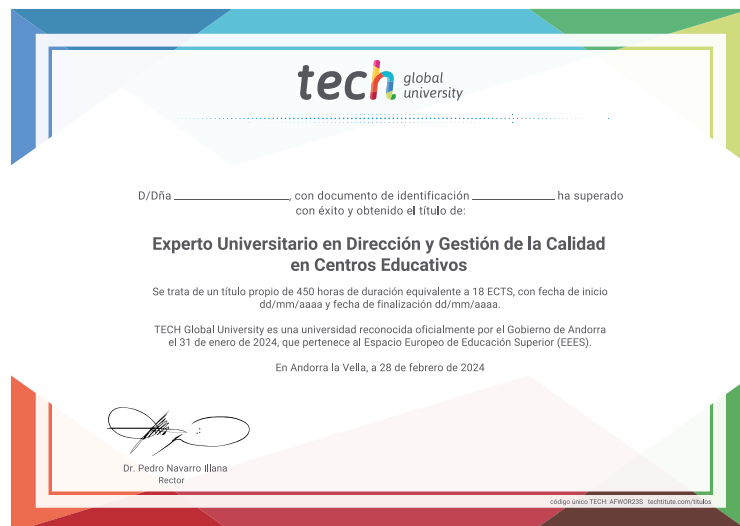 tech global
university
D/Dña ____________, con documento de identificación ____________ ha superado
con éxito y obtenido el título de:
Experto Universitario en Dirección y Gestión de la Calidad
en Centros Educativos
Se trata de un título propio de 450 horas de duración equivalente a 18 ECTS, con fecha de inicio
dd/mm/aaaa y fecha de finalización dd/mm/aaaa.
TECH Global University es una universidad reconocida oficialmente por el Gobierno de Andorra
el 31 de enero de 2024, que pertenece al Espacio Europeo de Educación Superior (EEES).
En Andorra la Vella, a 28 de febrero de 2024
Dr. Pedro Navarro Illana
Rector
código único TECH: AFWOR23S techtitute.com/titulos